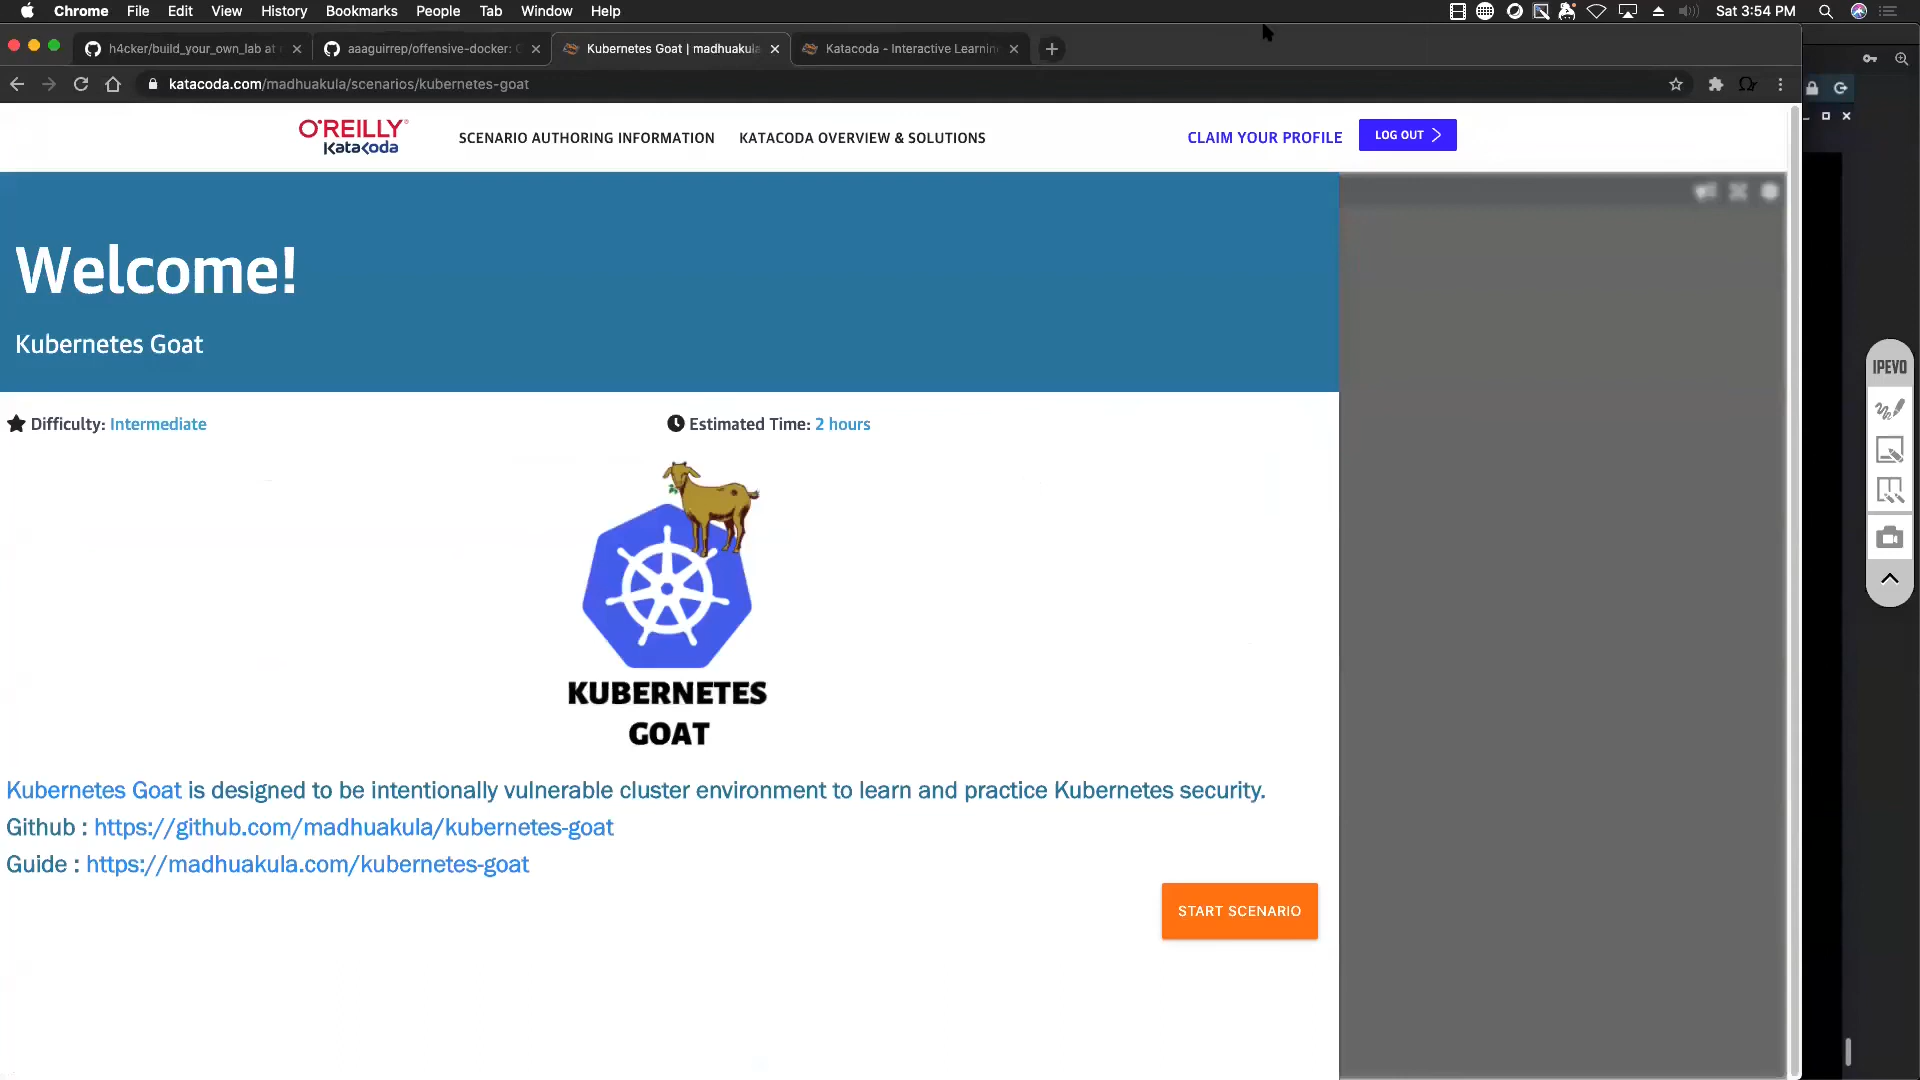 Chrome File Edit View History Bookmarks People Tab Window Help Sat 3:54 PM
h4cker/build_your_own_lab at aaaguirrep/offensive-docker: Kubernetes Goat | madhuakula Katacoda - Interactive Learnin
katacoda.com/madhuakula/scenarios/kubernetes-goat
O'REILLY
Katacoda
SCENARIO AUTHORING INFORMATION KATACODA OVERVIEW & SOLUTIONS CLAIM YOUR PROFILE LOG OUT
Welcome!
Kubernetes Goat
Difficulty: Intermediate Estimated Time: 2 hours
IPEVO
KUBERNETES
GOAT
Kubernetes Goat is designed to be intentionally vulnerable cluster environment to learn and practice Kubernetes security.
Github : https://github.com/madhuakula/kubernetes-goat
Guide : https://madhuakula.com/kubernetes-goat
START SCENARIO